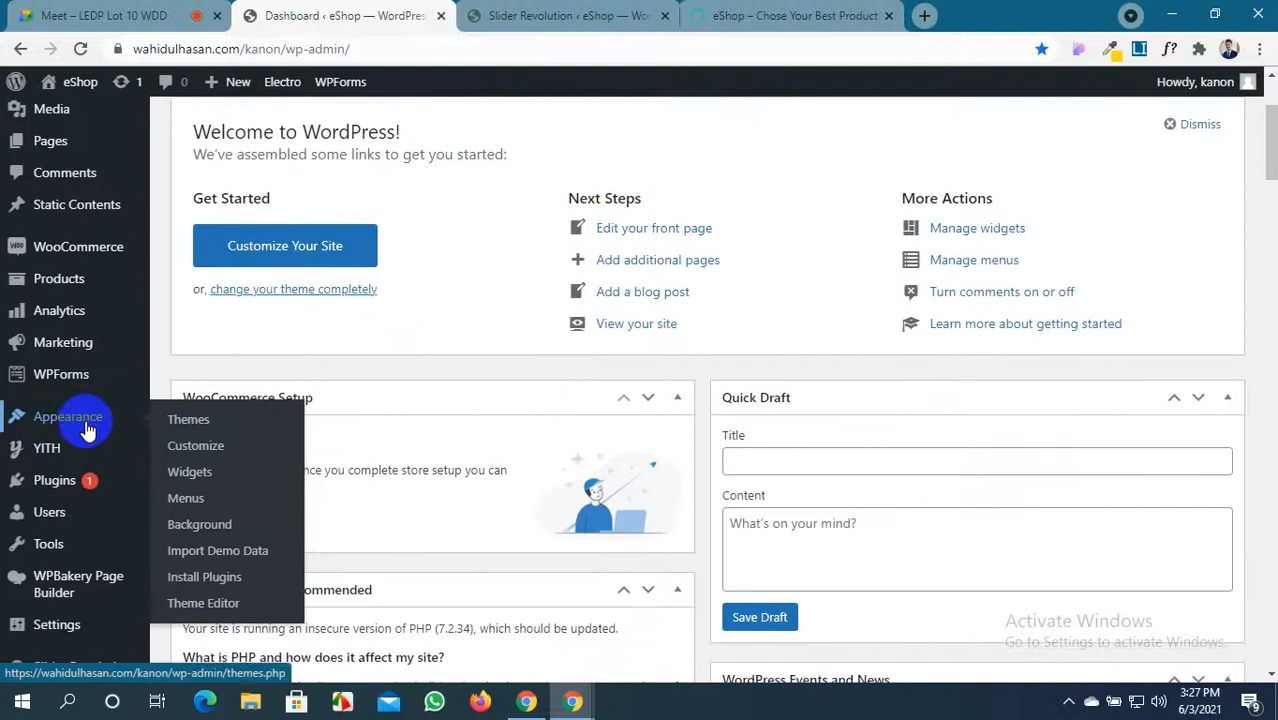 Meet – LEDP Lot 10 WDD
Dashboard ‹ eShop — WordPres
Slider Revolution ‹ eShop — Wo
eShop – Chose Your Best Product
wahidulhasan.com/kanon/wp-admin/
eShop 1 0 New Electro WPForms Howdy, kanon
Media
Pages
Comments
Static Contents
WooCommerce
Products
Analytics
Marketing
WPForms
Appearance
YITH
Plugins 1
Users
Tools
WPBakery Page
Builder
Settings
Themes
Customize
Widgets
Menus
Background
Import Demo Data
Install Plugins
Theme Editor
Welcome to WordPress!
We've assembled some links to get you started:
Dismiss
Get Started
Customize Your Site
or, change your theme completely
Next Steps
Edit your front page
Add additional pages
Add a blog post
View your site
More Actions
Manage widgets
Manage menus
Turn comments on or off
Learn more about getting started
WooCommerce Setup
nce you complete store setup you can
ommended
Your site is running an insecure version of PHP (7.2.34), which should be updated.
What is PHP and how does it affect my site?
Quick Draft
Title
Content
What's on your mind?
Save Draft
WordPress Events and News
Activate Windows
Go to Settings to activate Windows.
https://wahidulhasan.com/kanon/wp-admin/themes.php
3:27 PM
6/3/2021
9